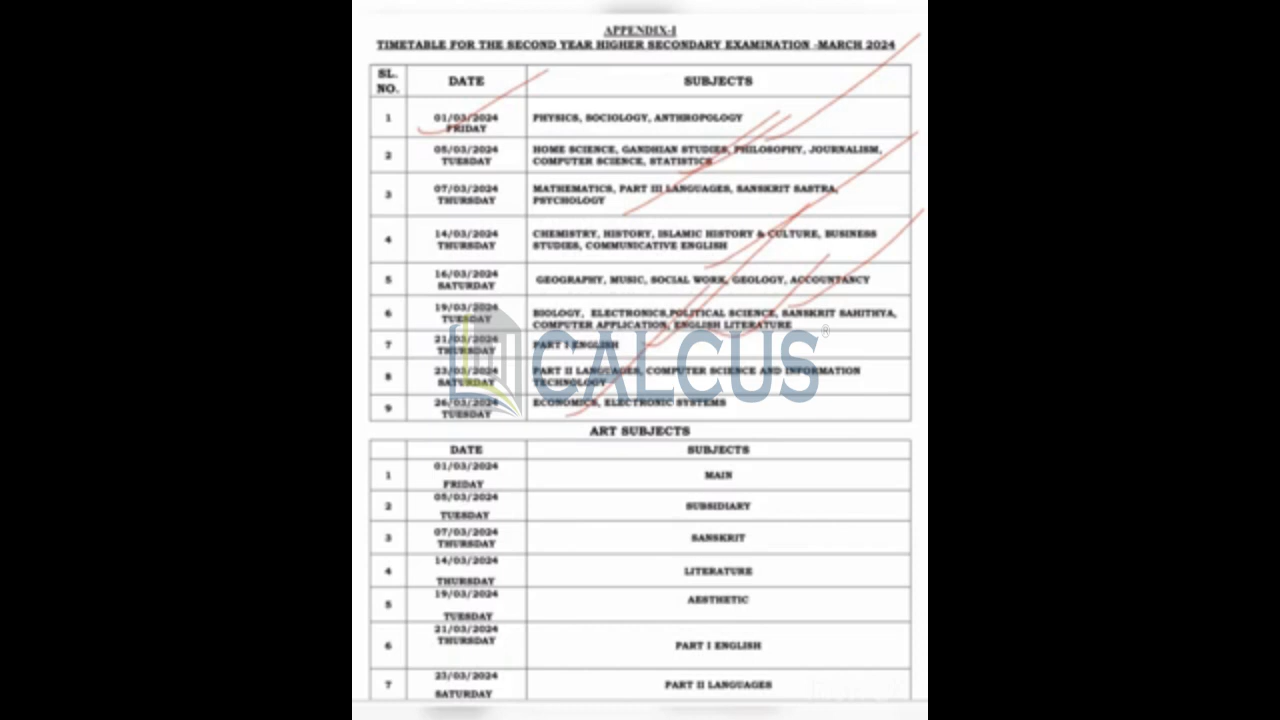 APPENDIX-I
TIMETABLE FOR THE SECOND YEAR HIGHER SECONDARY EXAMINATION -MARCH 2024
SL. NO. DATE SUBJECTS
1 01/03/2024 FRIDAY PHYSICS, SOCIOLOGY, ANTHROPOLOGY
2 05/03/2024 TUESDAY HOME SCIENCE, GANDHIAN STUDIES, PHILOSOPHY, JOURNALISM,
COMPUTER SCIENCE, STATISTICS
3 07/03/2024 THURSDAY MATHEMATICS, PART III LANGUAGES, SANSKRIT SASTRA,
PSYCHOLOGY
4 14/03/2024 THURSDAY CHEMISTRY, HISTORY, ISLAMIC HISTORY & CULTURE, BUSINESS
STUDIES, COMMUNICATIVE ENGLISH
5 16/03/2024 SATURDAY GEOGRAPHY, MUSIC, SOCIAL WORK, GEOLOGY, ACCOUNTANCY
6 19/03/2024 TUESDAY BIOLOGY, ELECTRONICS,POLITICAL SCIENCE, SANSKRIT SAHITHYA,
COMPUTER APPLICATION, ENGLISH LITERATURE
7 21/03/2024 THURSDAY PART I ENGLISH
8 23/03/2024 SATURDAY PART II LANGUAGES, COMPUTER SCIENCE AND INFORMATION
TECHNOLOGY
9 26/03/2024 TUESDAY ECONOMICS, ELECTRONIC SYSTEMS
CALCUS®
ART SUBJECTS
DATE SUBJECTS
1 01/03/2024 FRIDAY MAIN
2 05/03/2024 TUESDAY SUBSIDIARY
3 07/03/2024 THURSDAY SANSKRIT
4 14/03/2024 THURSDAY LITERATURE
5 19/03/2024 TUESDAY AESTHETIC
6 21/03/2024 THURSDAY PART I ENGLISH
7 23/03/2024 SATURDAY PART II LANGUAGES